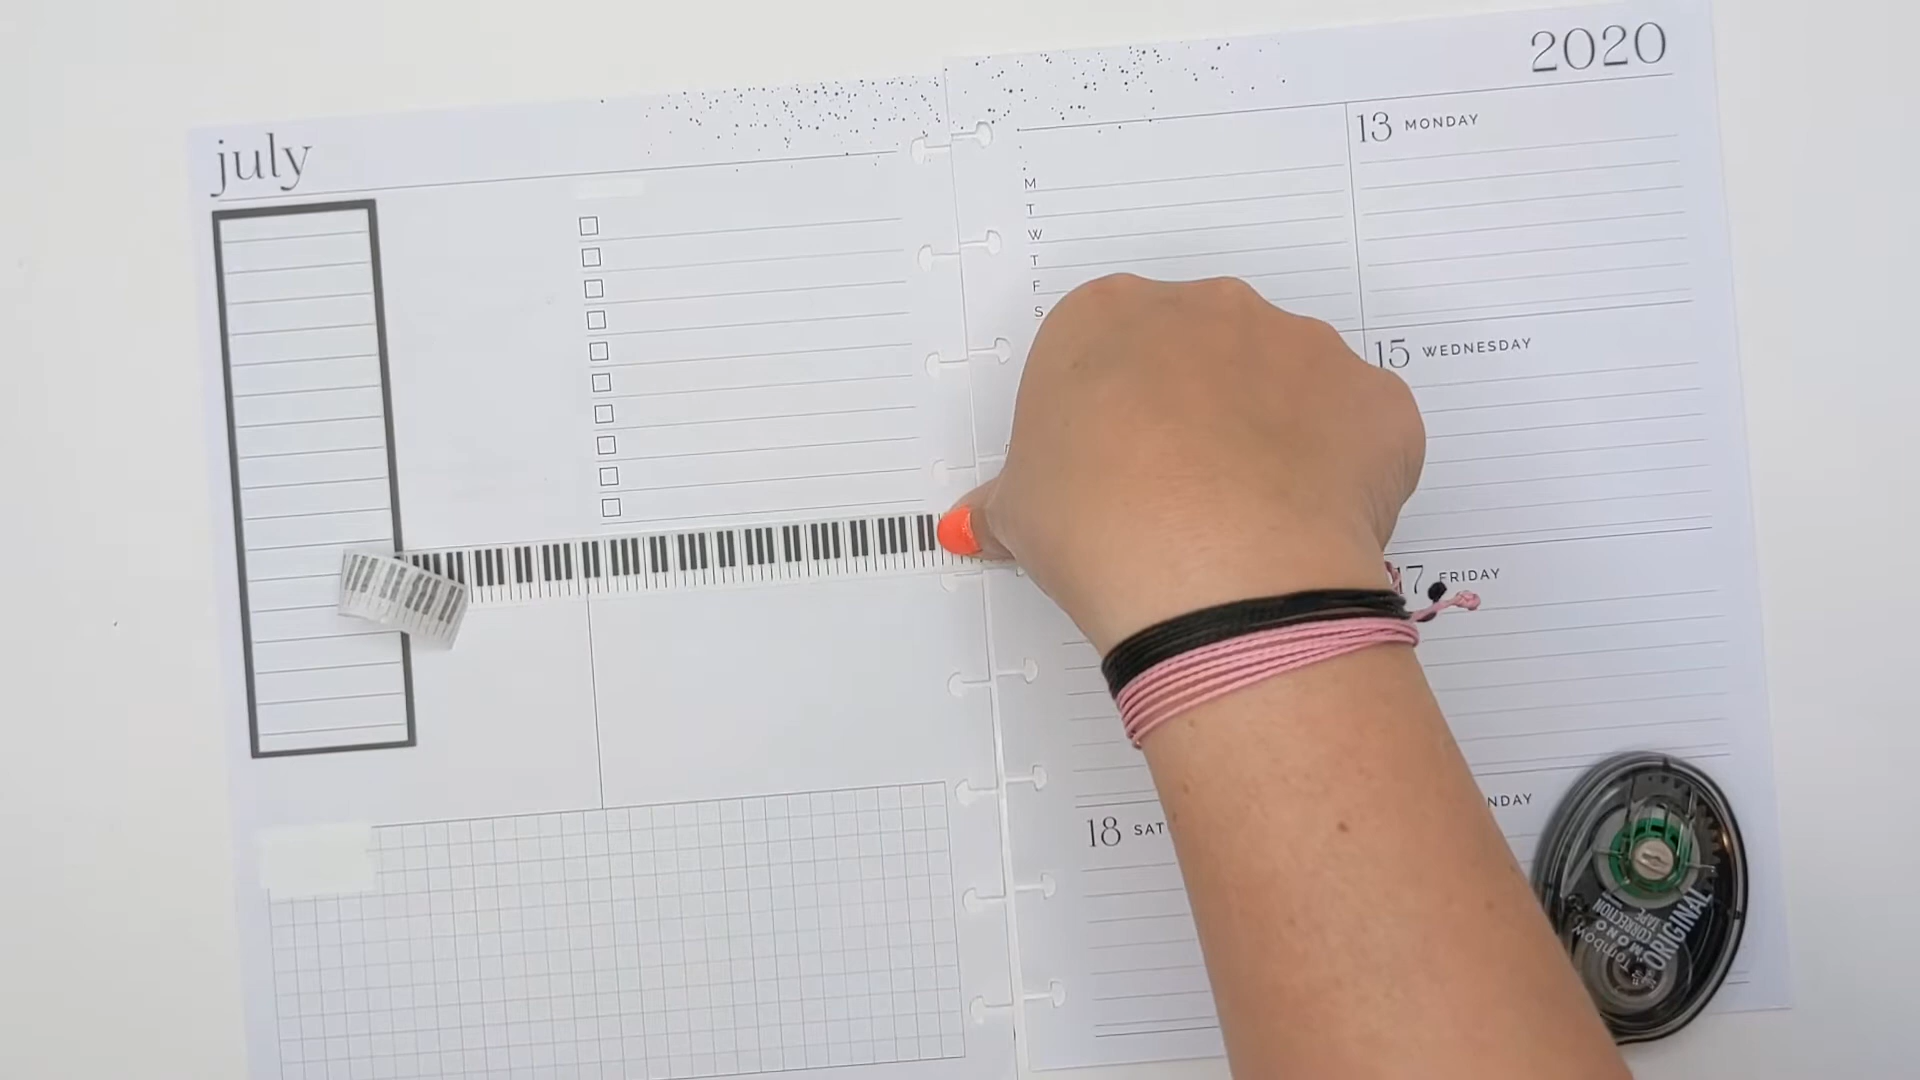 july
2020
13 MONDAY
M
T
W
T
F
S
15 WEDNESDAY
17 FRIDAY
18 SAT
NDAY
Tombow
MONO
CORRECTION
TAPE
ORIGINAL